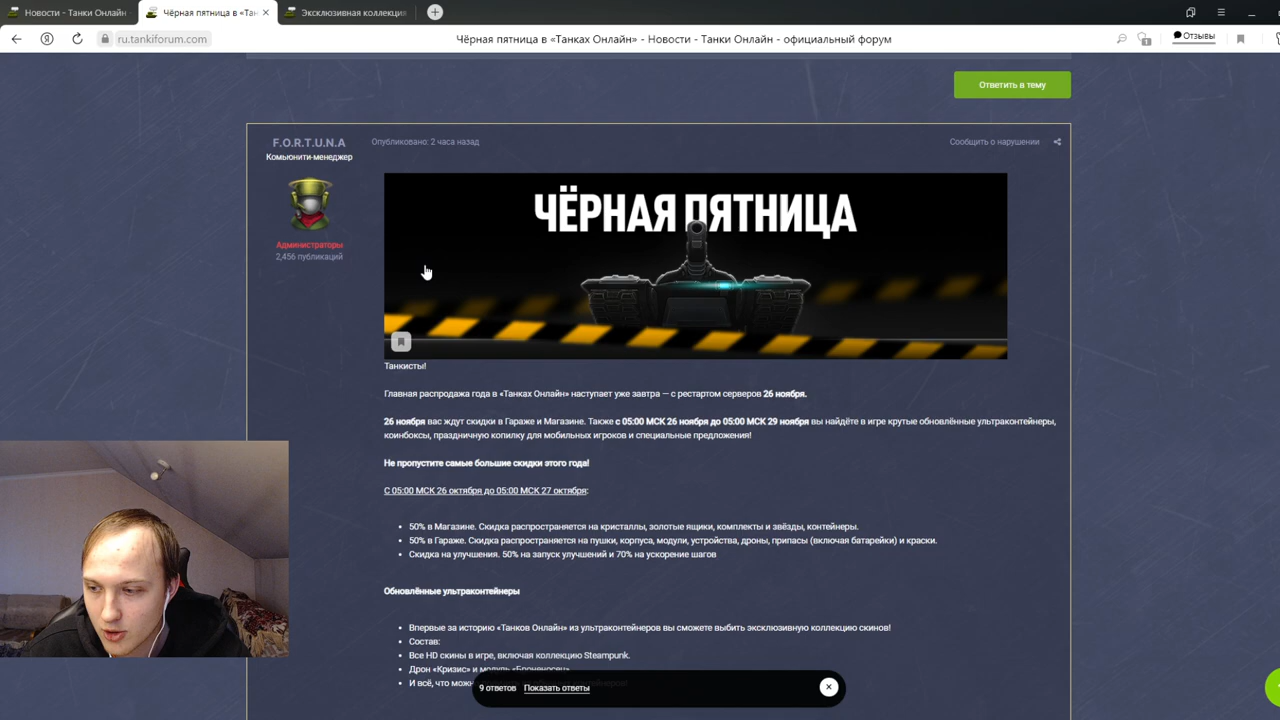 Новости - Танки Онлайн -
Чёрная пятница в «Тан
Эксклюзивная коллекция
ru.tankiforum.com
Чёрная пятница в «Танках Онлайн» - Новости - Танки Онлайн - официальный форум
1
Отзывы
Ответить в тему
F.O.R.T.U.N.A
Комьюнити-менеджер
Администраторы
2,456 публикаций
Опубликовано: 2 часа назад
Сообщить о нарушении
ЧЁРНАЯ ПЯТНИЦА
Танкисты!
Главная распродажа года в «Танках Онлайн» наступает уже завтра — с рестартом серверов 26 ноября.
26 ноября вас ждут скидки в Гараже и Магазине. Также с 05:00 МСК 26 ноября до 05:00 МСК 29 ноября вы найдёте в игре крутые обновлённые ультраконтейнеры,
коинбоксы, праздничную копилку для мобильных игроков и специальные предложения!
Не пропустите самые большие скидки этого года!
С 05:00 МСК 26 октября до 05:00 МСК 27 октября:
• 50% в Магазине. Скидка распространяется на кристаллы, золотые ящики, комплекты и звёзды, контейнеры.
• 50% в Гараже. Скидка распространяется на пушки, корпуса, модули, устройства, дроны, припасы (включая батарейки) и краски.
• Скидка на улучшения. 50% на запуск улучшений и 70% на ускорение шагов
Обновлённые ультраконтейнеры
• Впервые за историю «Танков Онлайн» из ультраконтейнеров вы сможете выбить эксклюзивную коллекцию скинов!
• Состав:
• Все HD скины в игре, включая коллекцию Steampunk.
• Дрон «Кризис» и модуль «Броненосец»
• И всё, что
9 ответов Показать ответы